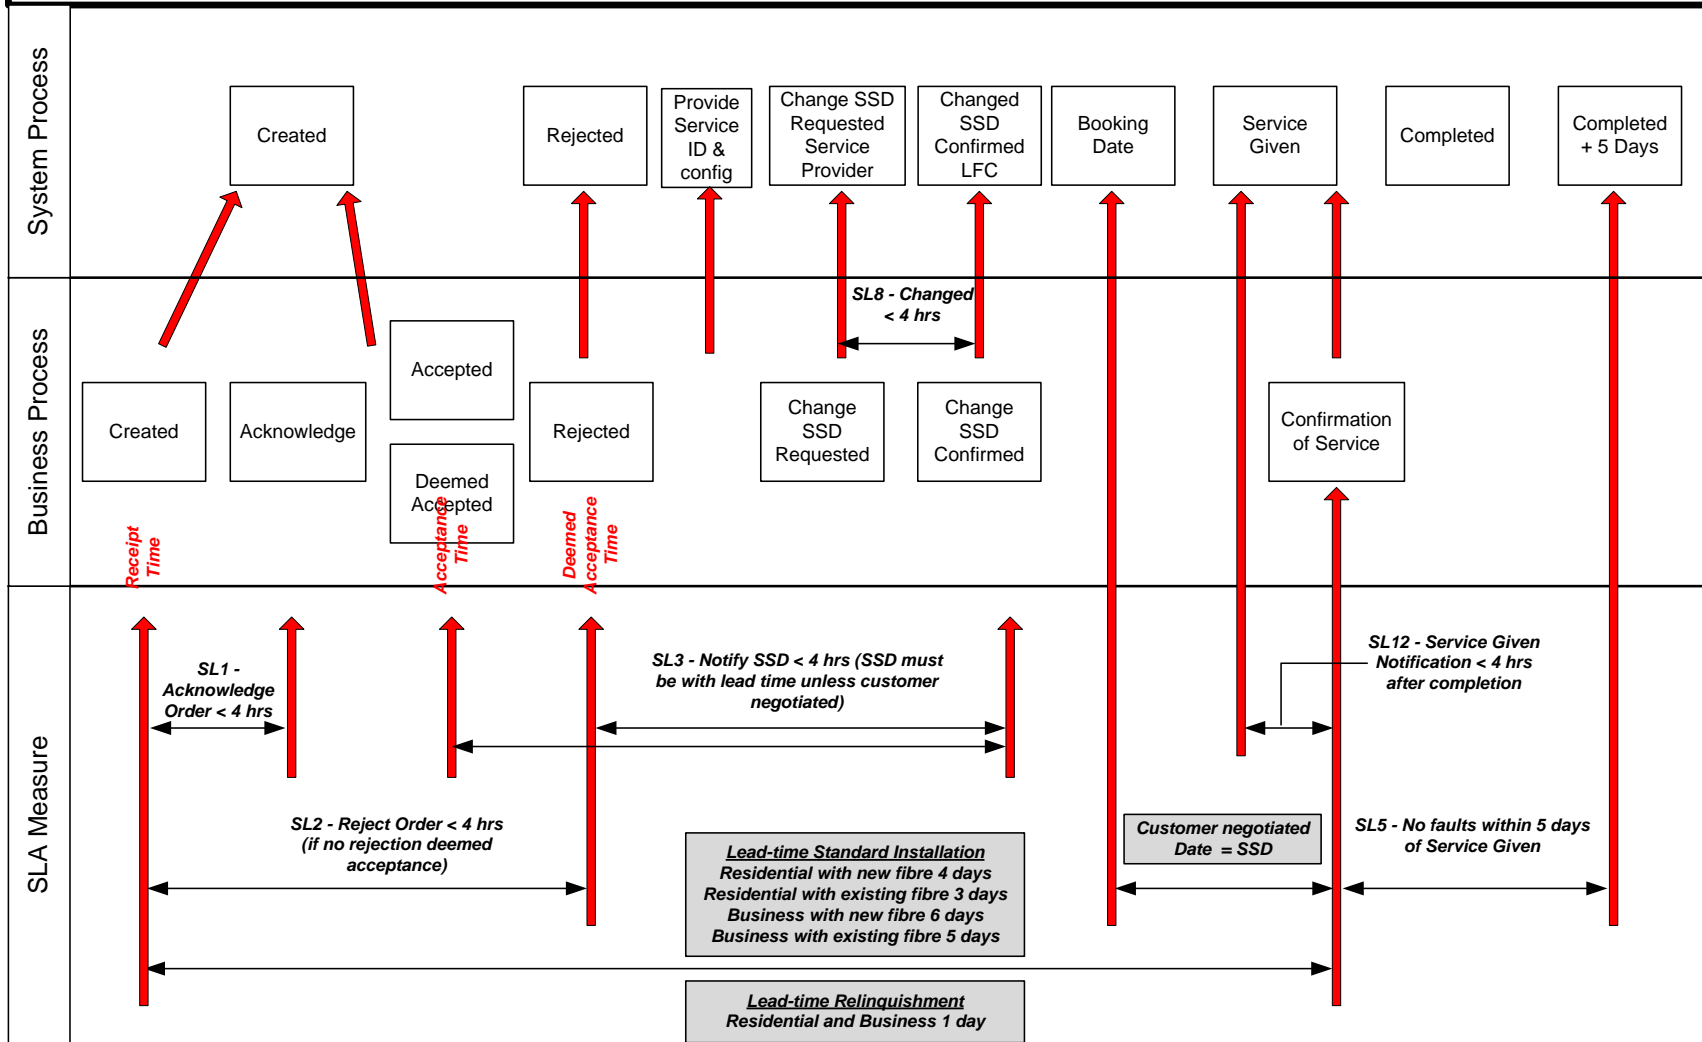 System Process
Created
Rejected
Provide
Service
ID &
config
Change SSD
Requested
Service
Provider
Changed
SSD
Confirmed
LFC
Booking
Date
Service
Given
Completed
Completed
+ 5 Days
Business Process
SL8 - Changed
< 4 hrs
Created
Acknowledge
Accepted
Deemed
Accepted
Rejected
Change
SSD
Requested
Change
SSD
Confirmed
Confirmation
of Service
Receipt
Time
Acceptance
Time
Deemed
Acceptance
Time
SLA Measure
SL1 -
Acknowledge
Order < 4 hrs
SL3 - Notify SSD < 4 hrs (SSD must
be with lead time unless customer
negotiated)
SL12 - Service Given
Notification < 4 hrs
after completion
SL2 - Reject Order < 4 hrs
(if no rejection deemed
acceptance)
Lead-time Standard Installation
Residential with new fibre 4 days
Residential with existing fibre 3 days
Business with new fibre 6 days
Business with existing fibre 5 days
Customer negotiated
Date = SSD
SL5 - No faults within 5 days
of Service Given
Lead-time Relinquishment
Residential and Business 1 day